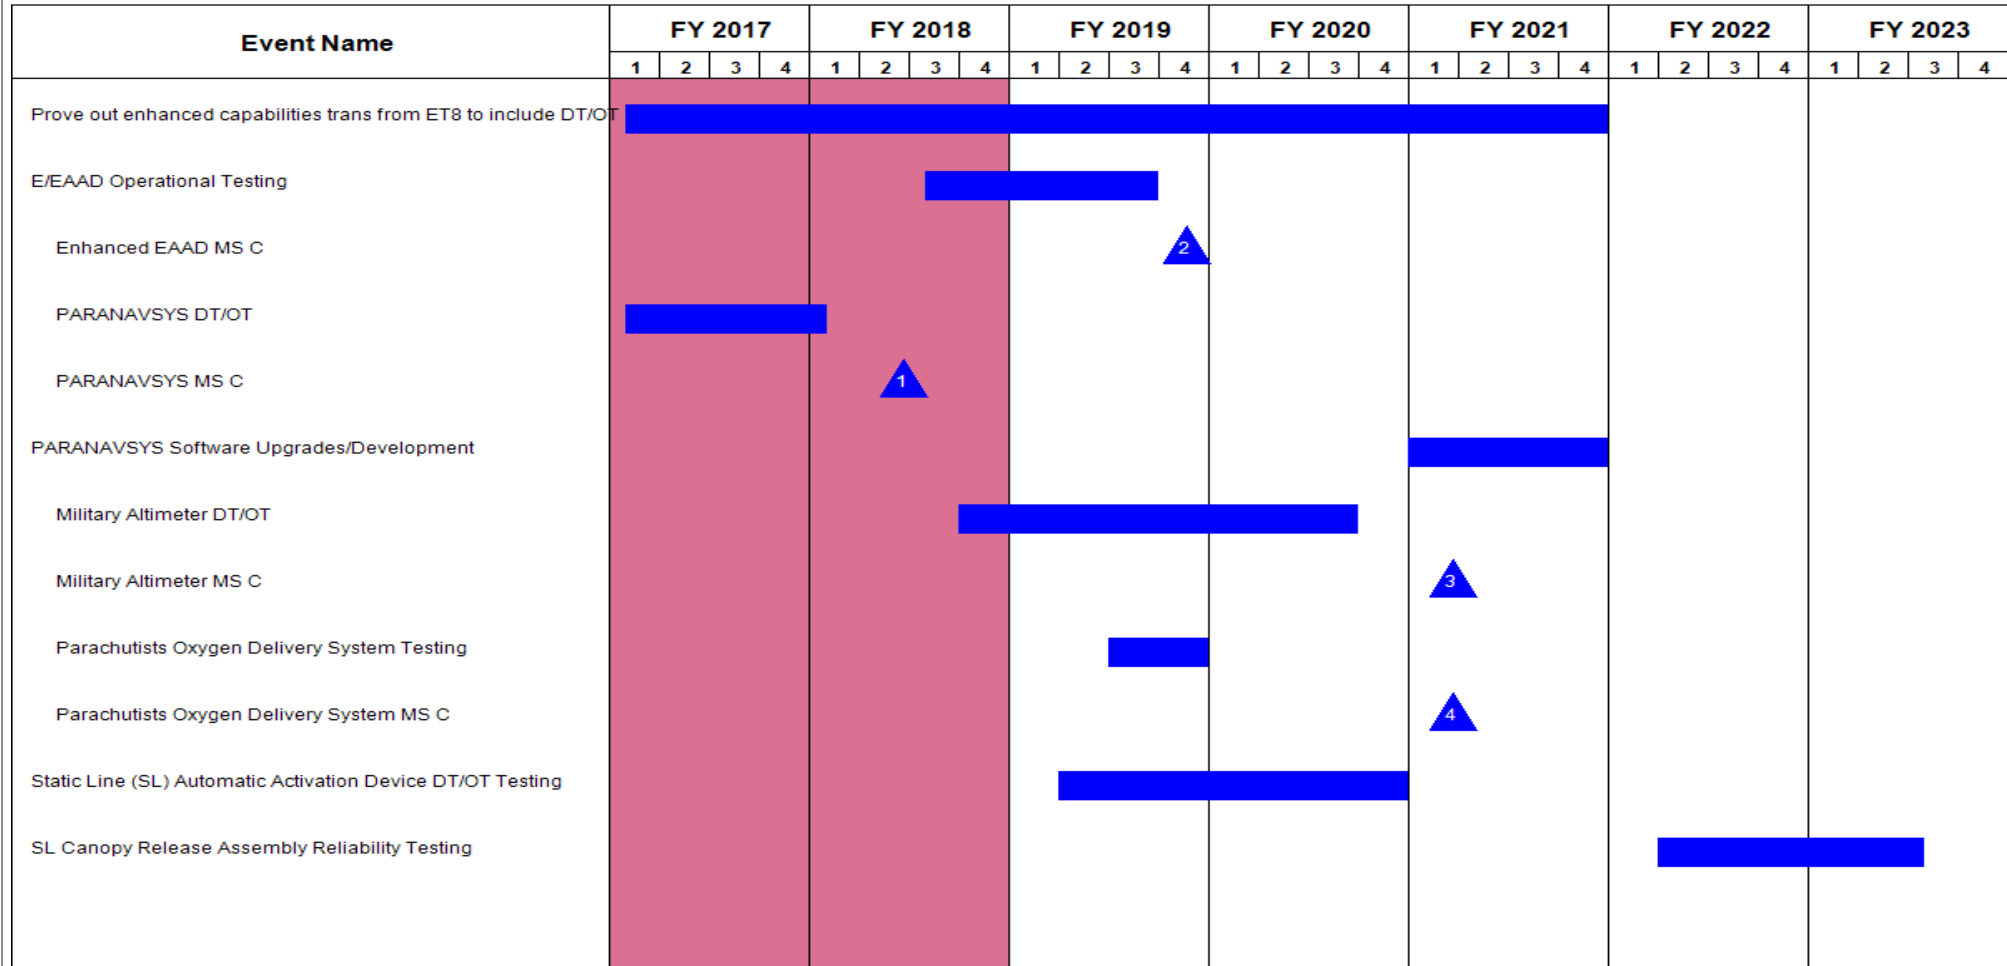 Event Name
FY 2017 FY 2018 FY 2019 FY 2020 FY 2021 FY 2022 FY 2023
1 2 3 4 1 2 3 4 1 2 3 4 1 2 3 4 1 2 3 4 1 2 3 4 1 2 3 4
Prove out enhanced capabilities trans from ET8 to include DT/OT
E/EAAD Operational Testing
Enhanced EAAD MS C
2
PARANAVSYS DT/OT
PARANAVSYS MS C
1
PARANAVSYS Software Upgrades/Development
Military Altimeter DT/OT
Military Altimeter MS C
3
Parachutists Oxygen Delivery System Testing
Parachutists Oxygen Delivery System MS C
4
Static Line (SL) Automatic Activation Device DT/OT Testing
SL Canopy Release Assembly Reliability Testing